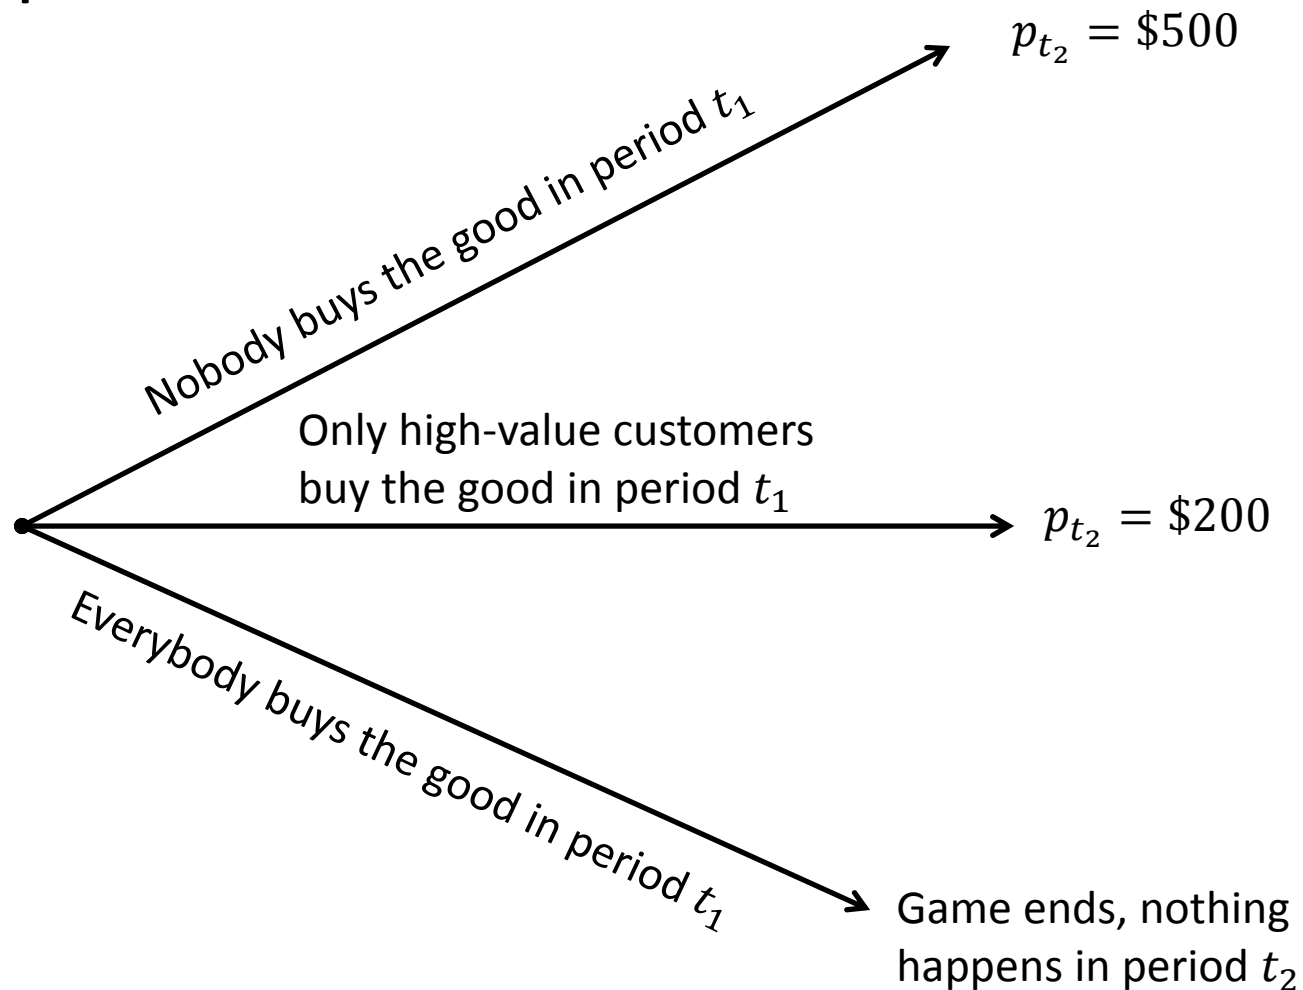 $p_{t_2} = \$500$
Nobody buys the good in period $t_1$
Only high-value customers
buy the good in period $t_1$
$p_{t_2} = \$200$
Everybody buys the good in period $t_1$
Game ends, nothing
happens in period $t_2$